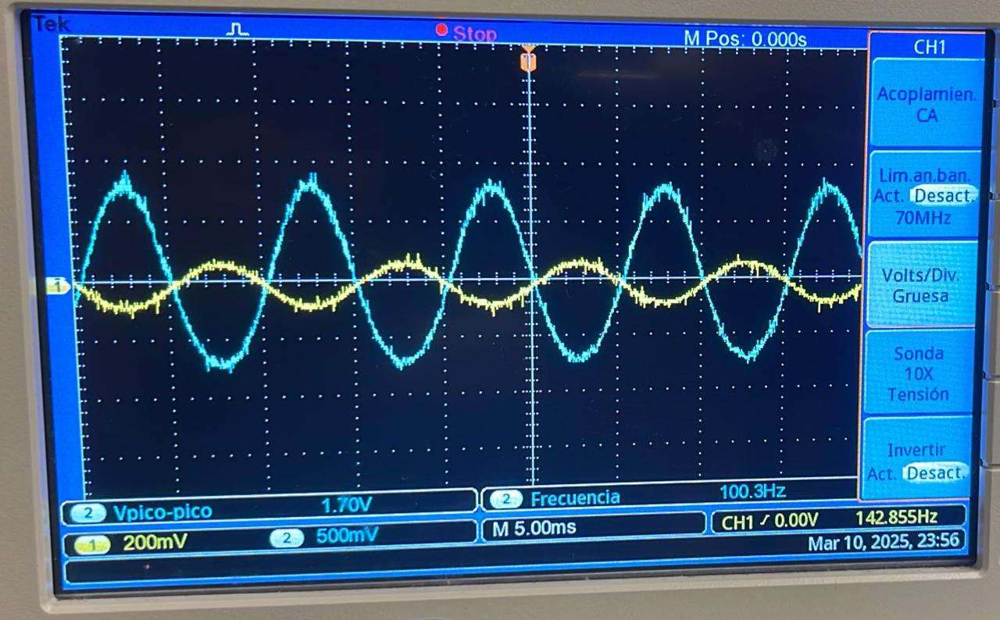 Tek
Stop
M Pos: 0.000s
CH1
Acoplamien.
CA
Lim.an.ban.
Act. Desact.
70MHz
Volts/Div.
Gruesa
Sonda
10X
Tensión
Invertir
Act. Desact.
1
2 Vpico-pico 1.70V
2 Frecuencia 100.3Hz
1 200mV 2 500mV
M 5.00ms
CH1 0.00V 142.855Hz
Mar 10, 2025, 23:56